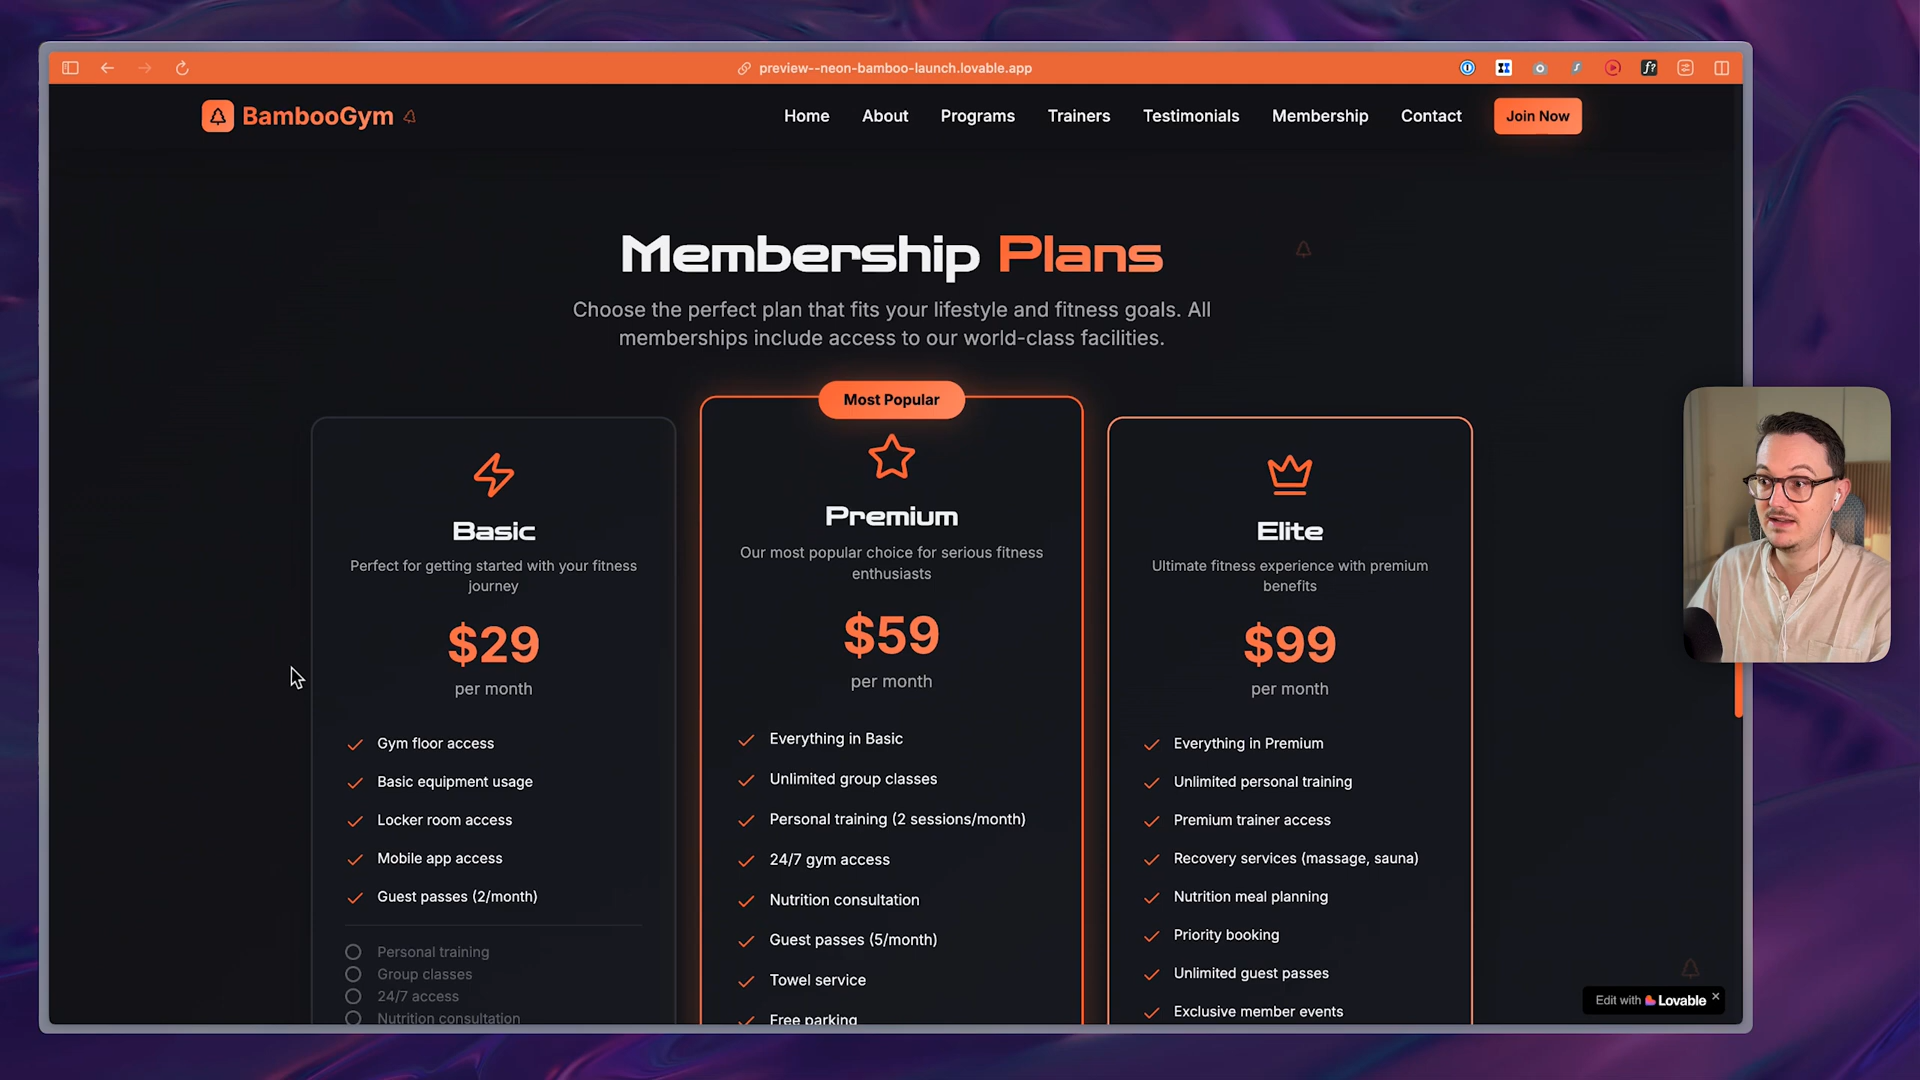 preview--neon-bamboo-launch.lovable.app
BambooGym
Home About Programs Trainers Testimonials Membership Contact Join Now
Membership Plans
Choose the perfect plan that fits your lifestyle and fitness goals. All
memberships include access to our world-class facilities.
Basic
Perfect for getting started with your fitness
journey
$29
per month
Gym floor access
Basic equipment usage
Locker room access
Mobile app access
Guest passes (2/month)
Personal training
Group classes
24/7 access
Nutrition consultation
Most Popular
Premium
Our most popular choice for serious fitness
enthusiasts
$59
per month
Everything in Basic
Unlimited group classes
Personal training (2 sessions/month)
24/7 gym access
Nutrition consultation
Guest passes (5/month)
Towel service
Free parking
Elite
Ultimate fitness experience with premium
benefits
$99
per month
Everything in Premium
Unlimited personal training
Premium trainer access
Recovery services (massage, sauna)
Nutrition meal planning
Priority booking
Unlimited guest passes
Exclusive member events
Edit with Lovable